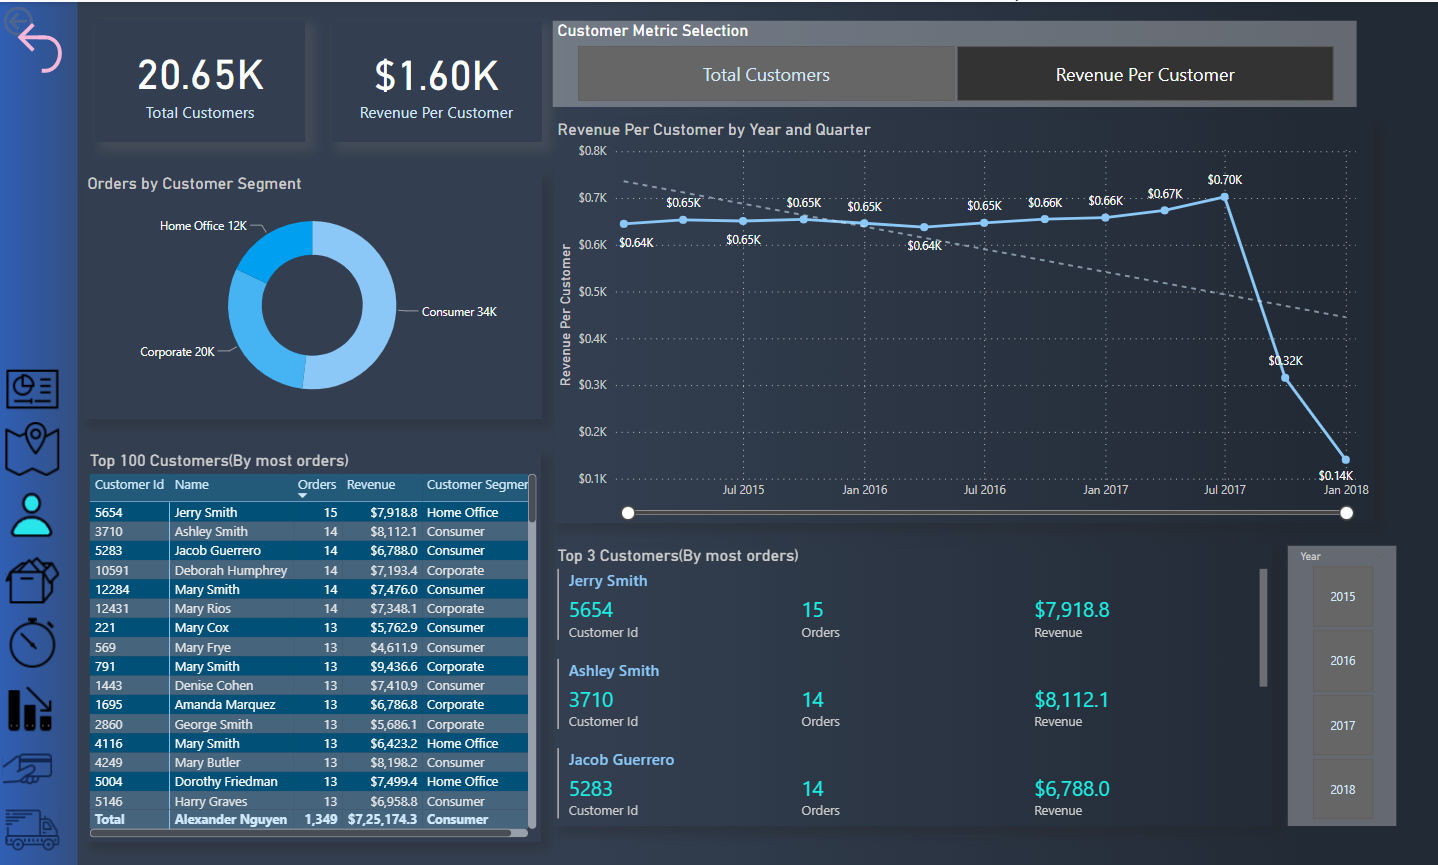 20.65K
Total Customers
$1.60K
Revenue Per Customer
Customer Metric Selection
Total Customers
Revenue Per Customer
Orders by Customer Segment
Home Office 12K
Consumer 34K
Corporate 20K
Revenue Per Customer by Year and Quarter
Revenue Per Customer
$0.8K
$0.7K
$0.6K
$0.5K
$0.4K
$0.3K
$0.2K
$0.1K
$0.64K
$0.65K
$0.65K
$0.65K
$0.65K
$0.64K
$0.65K
$0.66K
$0.66K
$0.67K
$0.70K
$0.32K
$0.14K
Jul 2015 Jan 2016 Jul 2016 Jan 2017 Jul 2017 Jan 2018
Top 100 Customers(By most orders)
Customer Id Name Orders Revenue Customer Segmer
5654 Jerry Smith 15 $7,918.8 Home Office
3710 Ashley Smith 14 $8,112.1 Consumer
5283 Jacob Guerrero 14 $6,788.0 Consumer
10591 Deborah Humphrey 14 $7,193.4 Corporate
12284 Mary Smith 14 $7,476.0 Consumer
12431 Mary Rios 14 $7,348.1 Corporate
221 Mary Cox 13 $5,762.9 Consumer
569 Mary Frye 13 $4,611.9 Consumer
791 Mary Smith 13 $9,436.6 Corporate
1443 Denise Cohen 13 $7,410.9 Consumer
1695 Amanda Marquez 13 $6,786.8 Corporate
2860 George Smith 13 $5,686.1 Corporate
4116 Mary Smith 13 $6,423.2 Home Office
4249 Mary Butler 13 $8,198.2 Consumer
5004 Dorothy Friedman 13 $7,499.4 Home Office
5146 Harry Graves 13 $6,958.8 Consumer
Total Alexander Nguyen 1,349 $7,25,174.3 Consumer
Top 3 Customers(By most orders)
Jerry Smith
5654 15 $7,918.8
Customer Id Orders Revenue
Ashley Smith
3710 14 $8,112.1
Customer Id Orders Revenue
Jacob Guerrero
5283 14 $6,788.0
Customer Id Orders Revenue
Year
2015
2016
2017
2018